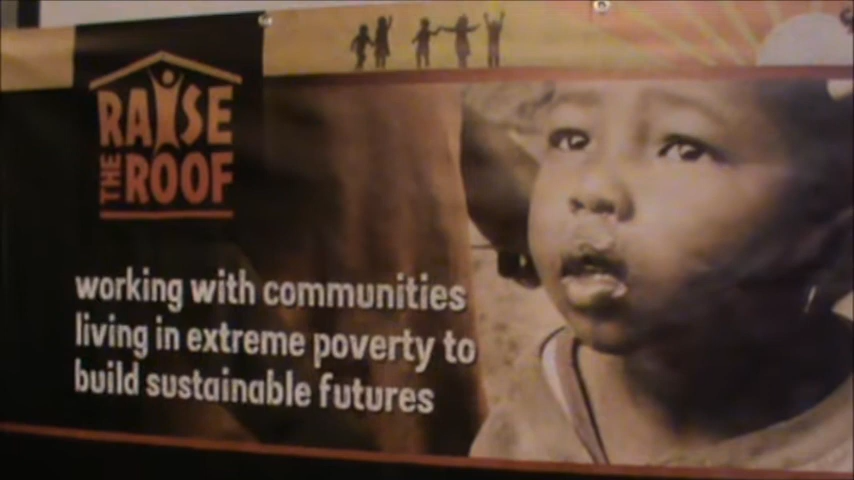 RAISE
THE ROOF
working with communities
living in extreme poverty to
build sustainable futures